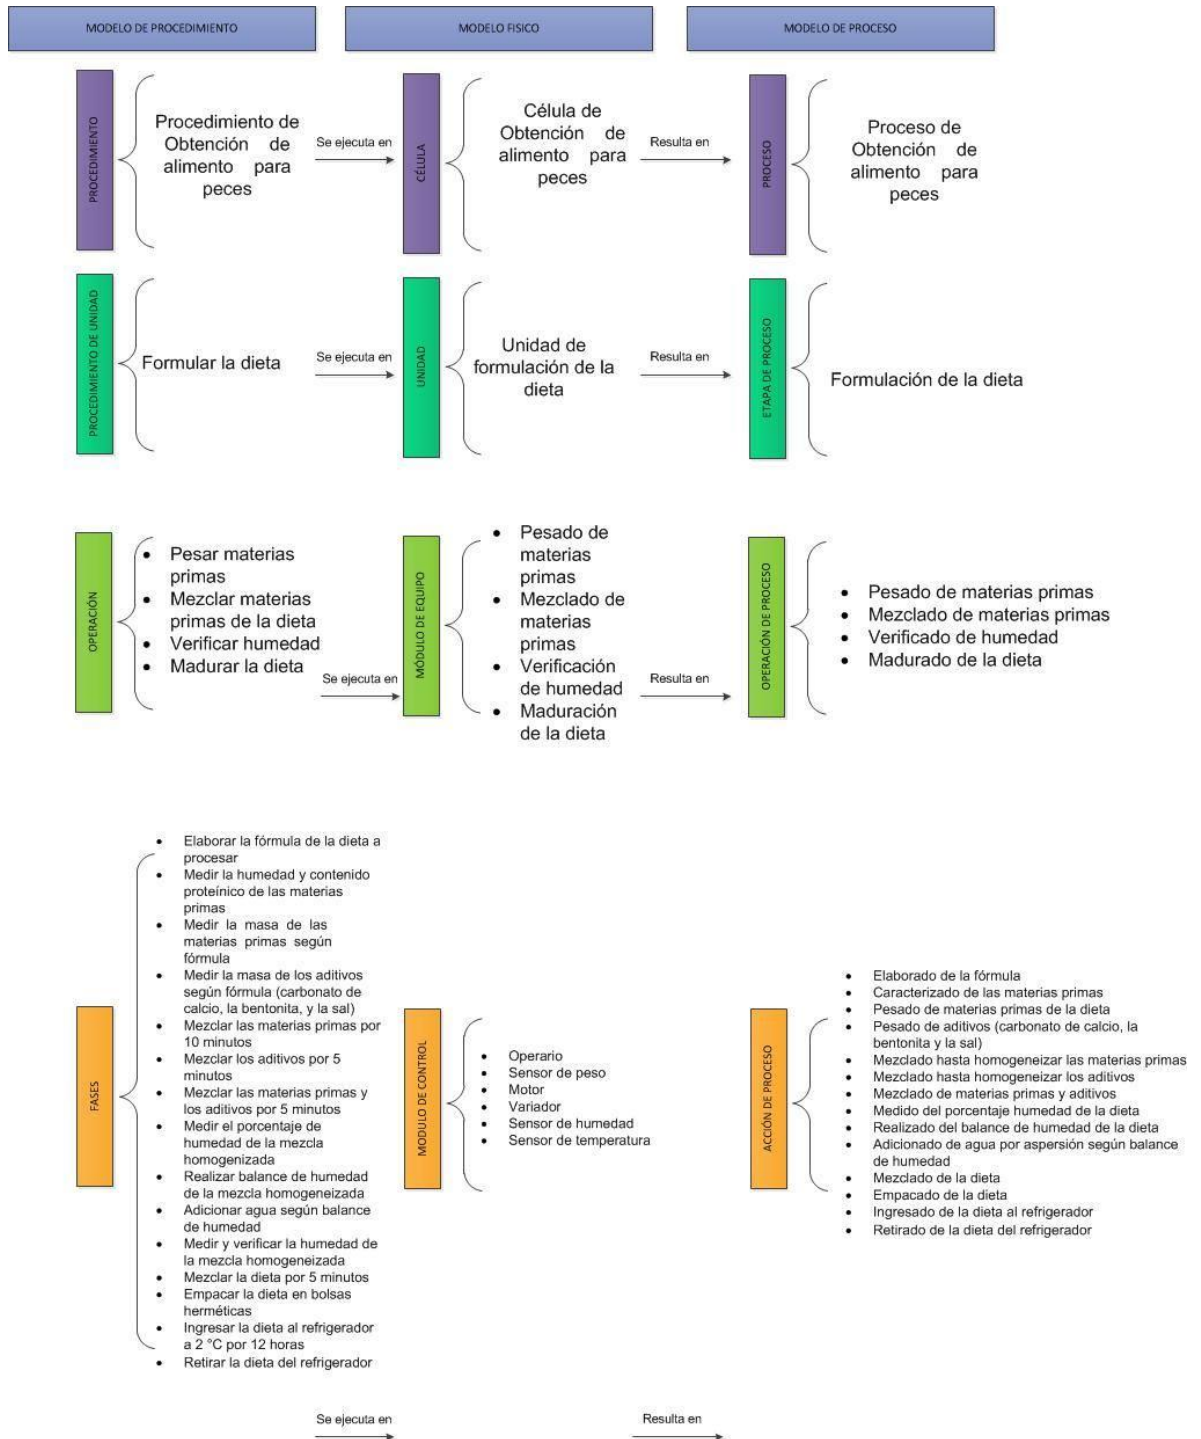 MODELO DE PROCEDIMIENTO
MODELO FISICO
MODELO DE PROCESO
PROCEDIMIENTO
Procedimiento de
Obtención de
alimento para
peces
Se ejecuta en
CÉLULA
Célula de
Obtención de
alimento para
peces
Resulta en
PROCESO
Proceso de
Obtención de
alimento para
peces
PROCEDIMIENTO DE UNIDAD
Formular la dieta
Se ejecuta en
UNIDAD
Unidad de
formulación de la
dieta
Resulta en
ETAPA DE PROCESO
Formulación de la dieta
OPERACIÓN
• Pesar materias
primas
• Mezclar materias
primas de la dieta
• Verificar humedad
• Madurar la dieta
Se ejecuta en
MÓDULO DE EQUIPO
• Pesado de
materias
primas
• Mezclado de
materias
primas
• Verificación
de humedad
• Maduración
de la dieta
Resulta en
OPERACIÓN DE PROCESO
• Pesado de materias primas
• Mezclado de materias primas
• Verificado de humedad
• Madurado de la dieta
FASES
• Elaborar la fórmula de la dieta a
procesar
• Medir la humedad y contenido
proteínico de las materias
primas
• Medir la masa de las
materias primas según
fórmula
• Medir la masa de los aditivos
según fórmula (carbonato de
calcio, la bentonita, y la sal)
• Mezclar las materias primas por
10 minutos
• Mezclar los aditivos por 5
minutos
• Mezclar las materias primas y
los aditivos por 5 minutos
• Medir el porcentaje de
humedad de la mezcla
homogenizada
• Realizar balance de humedad
de la mezcla homogeneizada
• Adicionar agua según balance
de humedad
• Medir y verificar la humedad de
la mezcla homogeneizada
• Mezclar la dieta por 5 minutos
• Empacar la dieta en bolsas
herméticas
• Ingresar la dieta al refrigerador
a 2 °C por 12 horas
• Retirar la dieta del refrigerador
MODULO DE CONTROL
• Operario
• Sensor de peso
• Motor
• Variador
• Sensor de humedad
• Sensor de temperatura
ACCIÓN DE PROCESO
• Elaborado de la fórmula
• Caracterizado de las materias primas
• Pesado de materias primas de la dieta
• Pesado de aditivos (carbonato de calcio, la
bentonita y la sal)
• Mezclado hasta homogeneizar las materias primas
• Mezclado hasta homogeneizar los aditivos
• Mezclado de materias primas y aditivos
• Medido del porcentaje humedad de la dieta
• Realizado del balance de humedad de la dieta
• Adicionado de agua por aspersión según balance
de humedad
• Mezclado de la dieta
• Empacado de la dieta
• Ingresado de la dieta al refrigerador
• Retirado de la dieta del refrigerador
Se ejecuta en
Resulta en